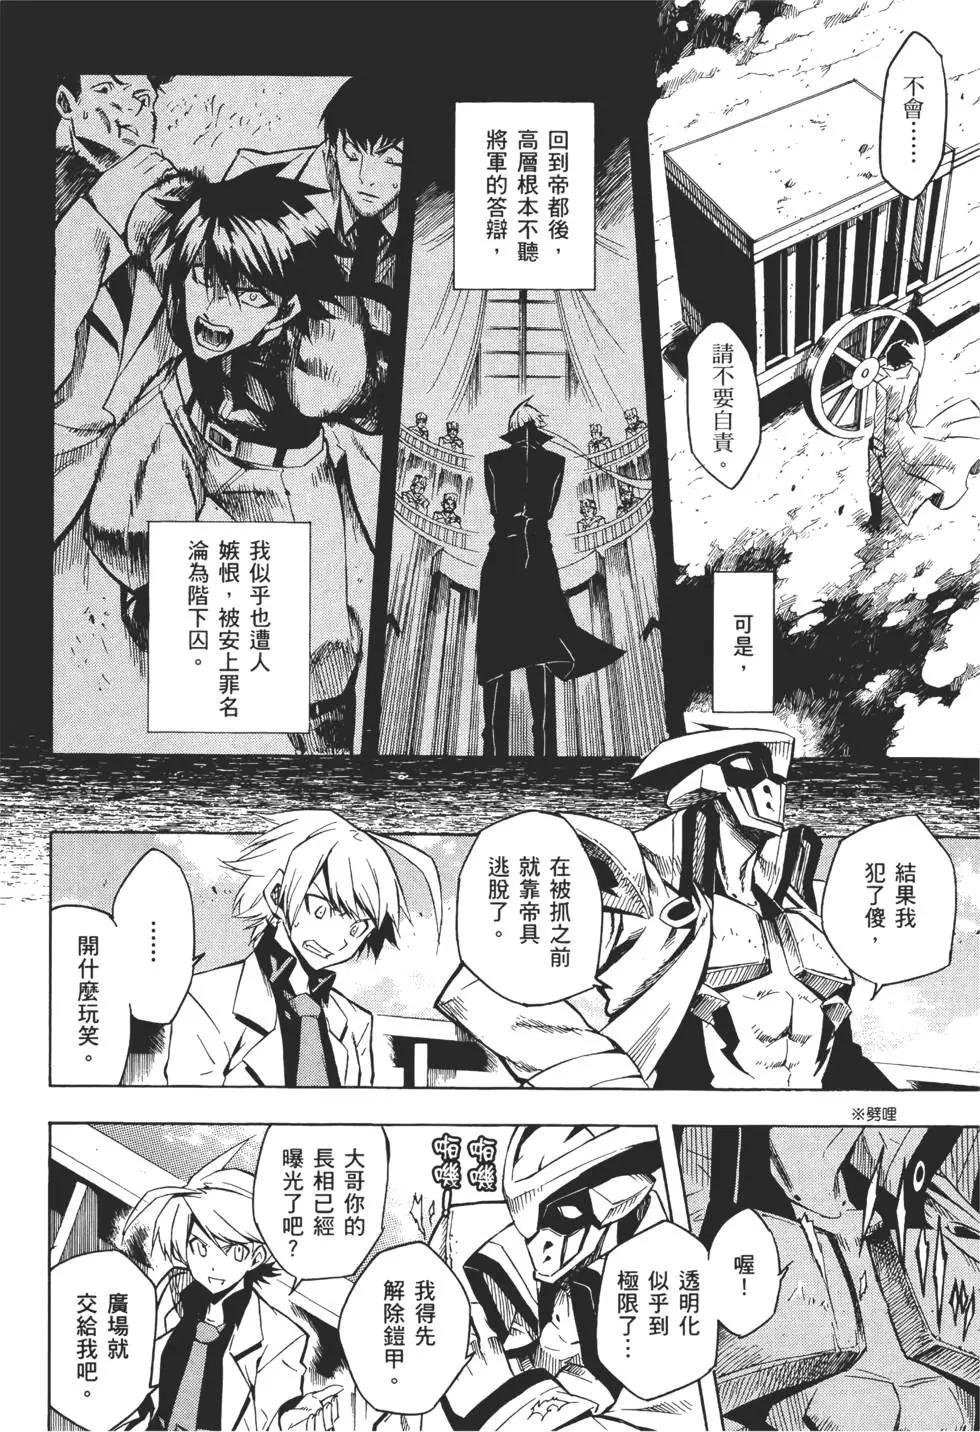 不會……
請不要自責。
可是，
回到帝都後，
高層根本不聽
將軍的答辯，
我似乎也遭人
嫉恨，被安上罪名
淪為階下囚。
結果我
犯了傻，
在被抓之前
就靠帝具
逃脫了。
……
開什麼玩笑。
※劈哩
喔！
透明化
似乎到
極限了…
我得先
解除鎧甲。
大哥你的
長相已經
曝光了吧？
廣場就
交給我吧。